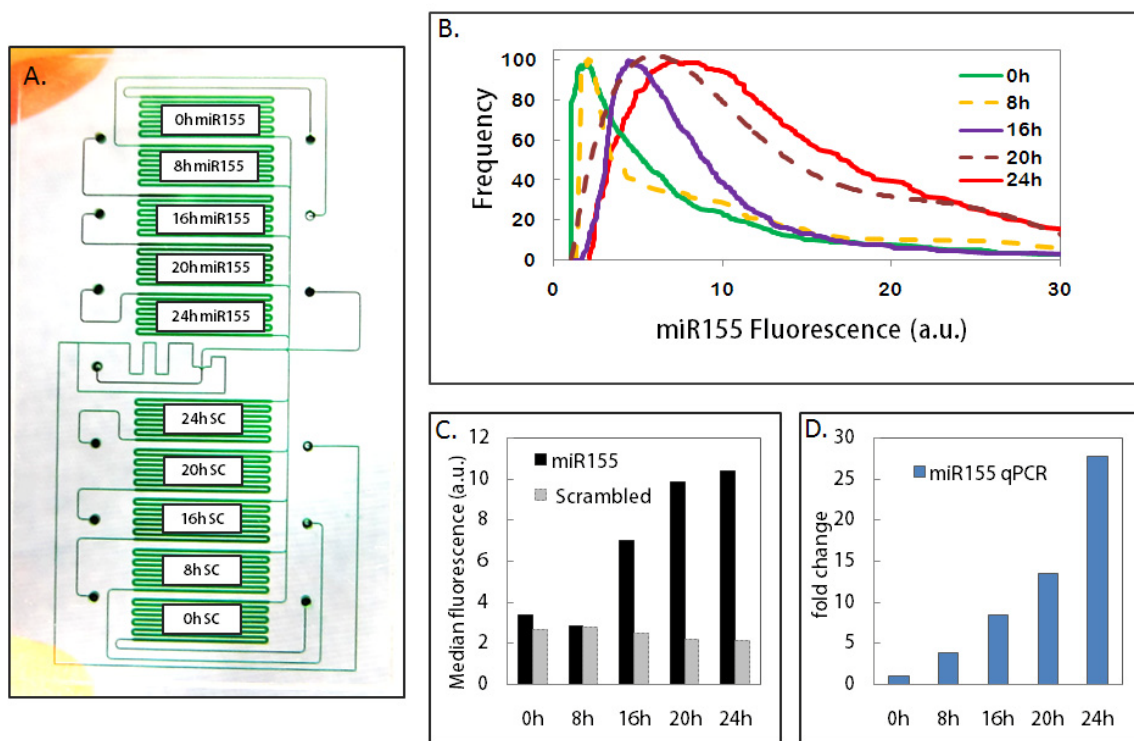 A.
0h miR155
8h miR155
16h miR155
20h miR155
24h miR155
24h SC
20h SC
16h SC
8h SC
0h SC
B.
Frequency
100
80
60
40
20
0
0
10
20
30
miR155 Fluorescence (a.u.)
0h
8h
16h
20h
24h
C.
Median fluorescence (a.u.)
12
10
8
6
4
2
0
miR155
Scrambled
0h 8h 16h 20h 24h
D.
fold change
30
25
20
15
10
5
0
miR155 qPCR
0h 8h 16h 20h 24h